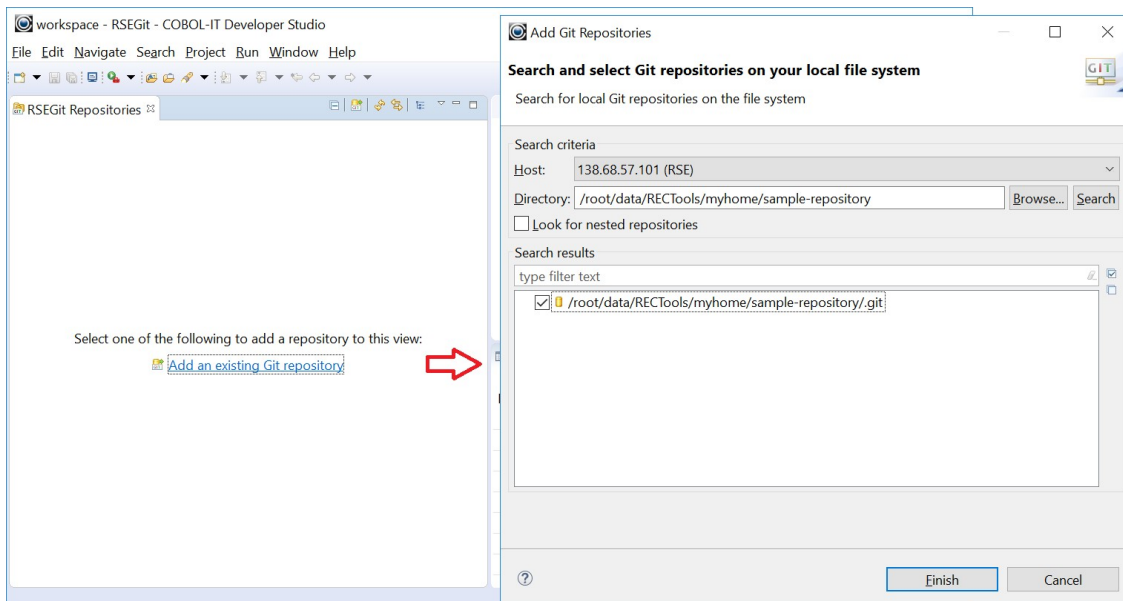 workspace - RSEGit - COBOL-IT Developer Studio
File Edit Navigate Search Project Run Window Help
RSEGit Repositories
Select one of the following to add a repository to this view:
Add an existing Git repository
Add Git Repositories
Search and select Git repositories on your local file system
GIT
Search for local Git repositories on the file system
Search criteria
Host: 138.68.57.101 (RSE)
Directory: /root/data/RECTools/myhome/sample-repository Browse... Search
Look for nested repositories
Search results
type filter text
/root/data/RECTools/myhome/sample-repository/.git
Finish Cancel